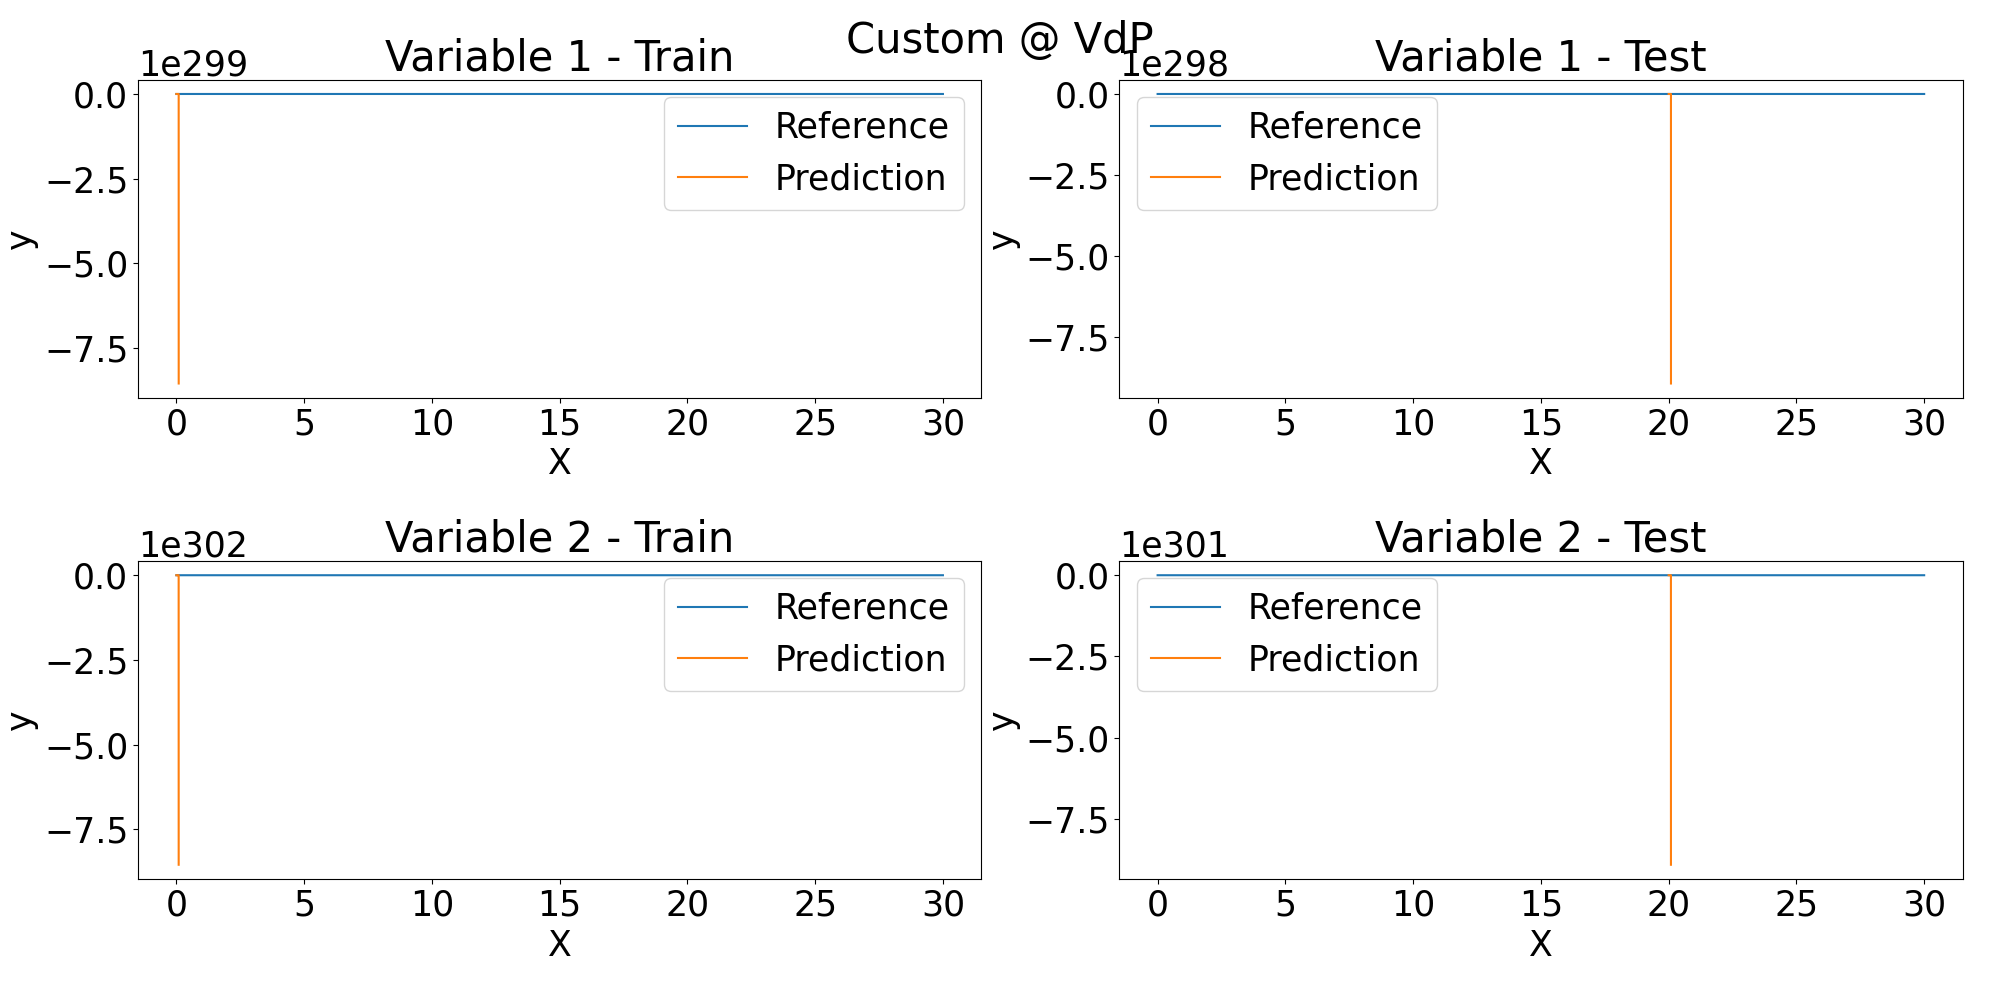 Custom @ VdP
Variable 1 - Train
1e299
0.0
−2.5
−5.0
−7.5
y
Reference
Prediction
0 5 10 15 20 25 30
X
Variable 1 - Test
1e298
0.0
−2.5
−5.0
−7.5
y
Reference
Prediction
0 5 10 15 20 25 30
X
Variable 2 - Train
1e302
0.0
−2.5
−5.0
−7.5
y
Reference
Prediction
0 5 10 15 20 25 30
X
Variable 2 - Test
1e301
0.0
−2.5
−5.0
−7.5
y
Reference
Prediction
0 5 10 15 20 25 30
X